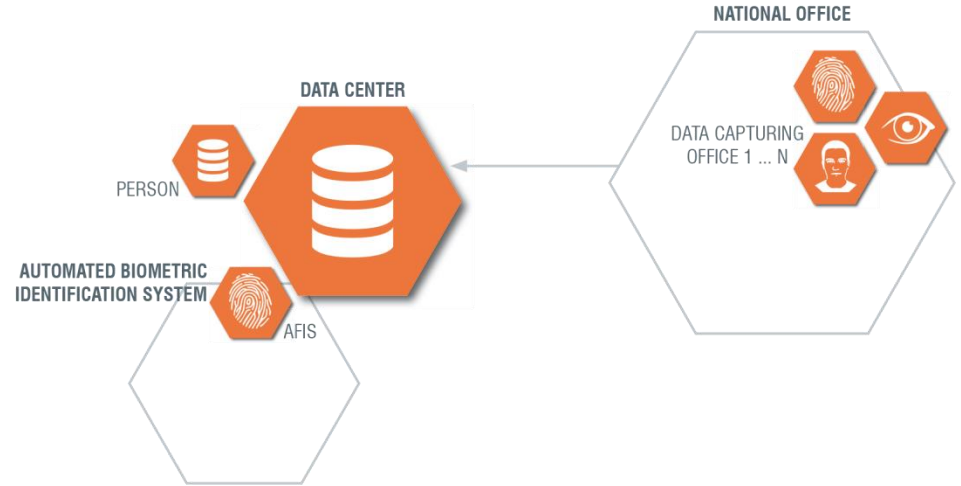 NATIONAL OFFICE
DATA CENTER
DATA CAPTURING
OFFICE 1 ... N
PERSON
AUTOMATED BIOMETRIC
IDENTIFICATION SYSTEM
AFIS